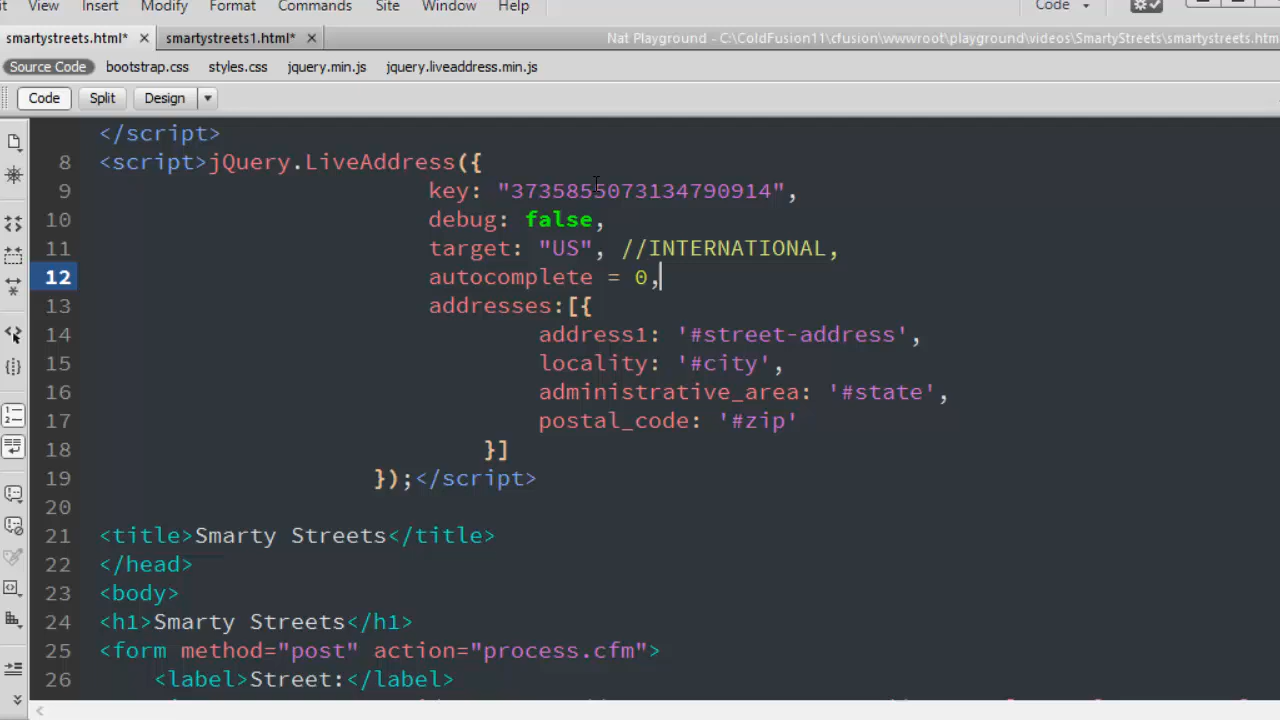 it View Insert Modify Format Commands Site Window Help Code
smartystreets.html* smartystreets1.html* Nat Playground - C:\ColdFusion11\cfusion\wwwroot\playground\videos\SmartyStreets\smartystreets.htm
Source Code bootstrap.css styles.css jquery.min.js jquery.liveaddress.min.js
Code Split Design
</script>
8 <script>jQuery.LiveAddress({
9 key: "3735855073134790914",
10 debug: false,
11 target: "US", //INTERNATIONAL,
12 autocomplete = 0,
13 addresses:[{
14 address1: '#street-address',
15 locality: '#city',
16 administrative_area: '#state',
17 postal_code: '#zip'
18 }]
19 });</script>
20
21 <title>Smarty Streets</title>
22 </head>
23 <body>
24 <h1>Smarty Streets</h1>
25 <form method="post" action="process.cfm">
26 <label>Street:</label>